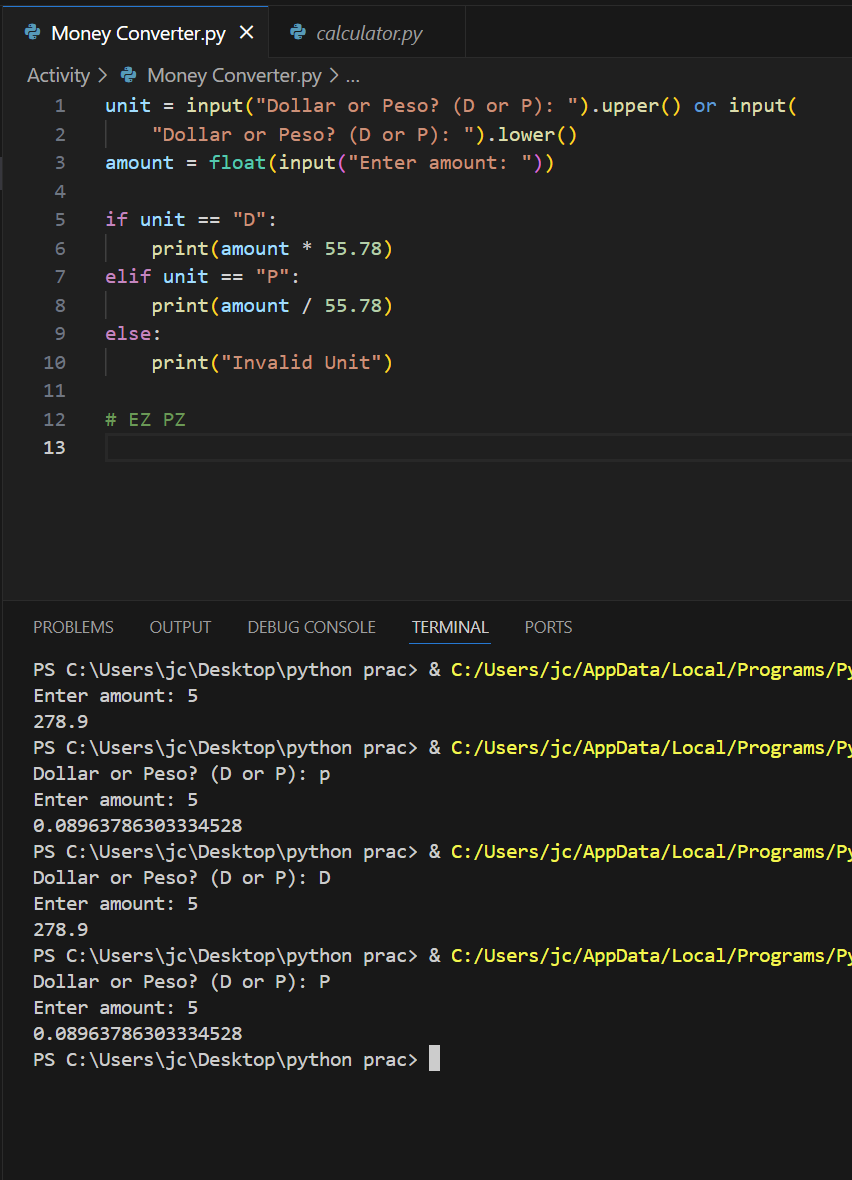 Money Converter.py
calculator.py
Activity > Money Converter.py > ...
1 unit = input("Dollar or Peso? (D or P): ").upper() or input(
2     "Dollar or Peso? (D or P): ").lower()
3 amount = float(input("Enter amount: "))
4
5 if unit == "D":
6     print(amount * 55.78)
7 elif unit == "P":
8     print(amount / 55.78)
9 else:
10     print("Invalid Unit")
11
12 # EZ PZ
13
PROBLEMS OUTPUT DEBUG CONSOLE TERMINAL PORTS
PS C:\Users\jc\Desktop\python prac> & C:/Users/jc/AppData/Local/Programs/Py
Enter amount: 5
278.9
PS C:\Users\jc\Desktop\python prac> & C:/Users/jc/AppData/Local/Programs/Py
Dollar or Peso? (D or P): p
Enter amount: 5
0.08963786303334528
PS C:\Users\jc\Desktop\python prac> & C:/Users/jc/AppData/Local/Programs/Py
Dollar or Peso? (D or P): D
Enter amount: 5
278.9
PS C:\Users\jc\Desktop\python prac> & C:/Users/jc/AppData/Local/Programs/Py
Dollar or Peso? (D or P): P
Enter amount: 5
0.08963786303334528
PS C:\Users\jc\Desktop\python prac>